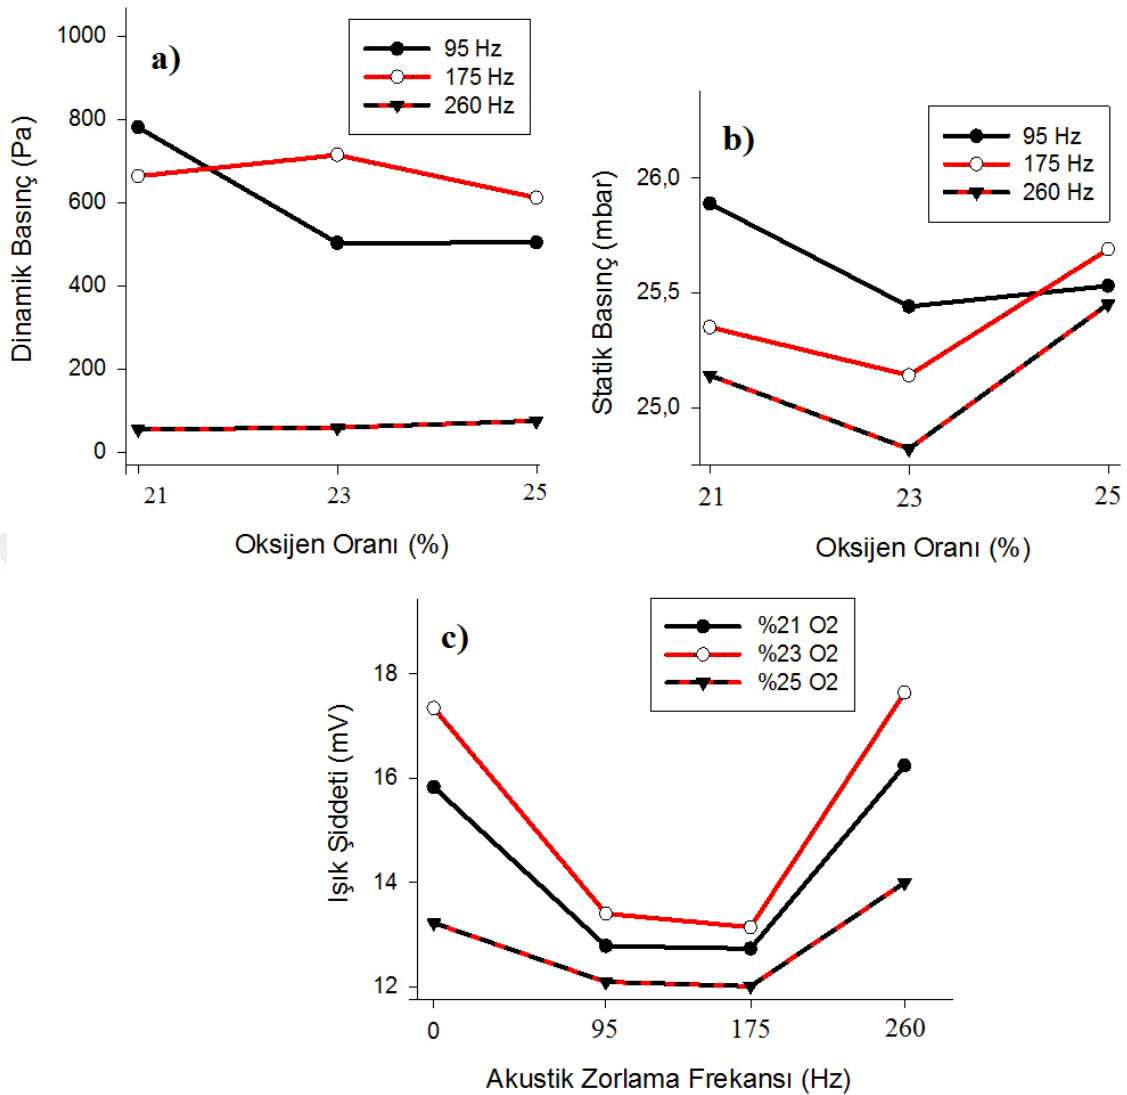 a)
95 Hz
175 Hz
260 Hz
1000
800
600
400
200
0
Dinamik Basınç (Pa)
21
23
25
Oksijen Oranı (%)
b)
95 Hz
175 Hz
260 Hz
26,0
25,5
25,0
Statik Basınç (mbar)
21
23
25
Oksijen Oranı (%)
c)
%21 O2
%23 O2
%25 O2
18
16
14
12
Işık Şiddeti (mV)
0
95
175
260
Akustik Zorlama Frekansı (Hz)